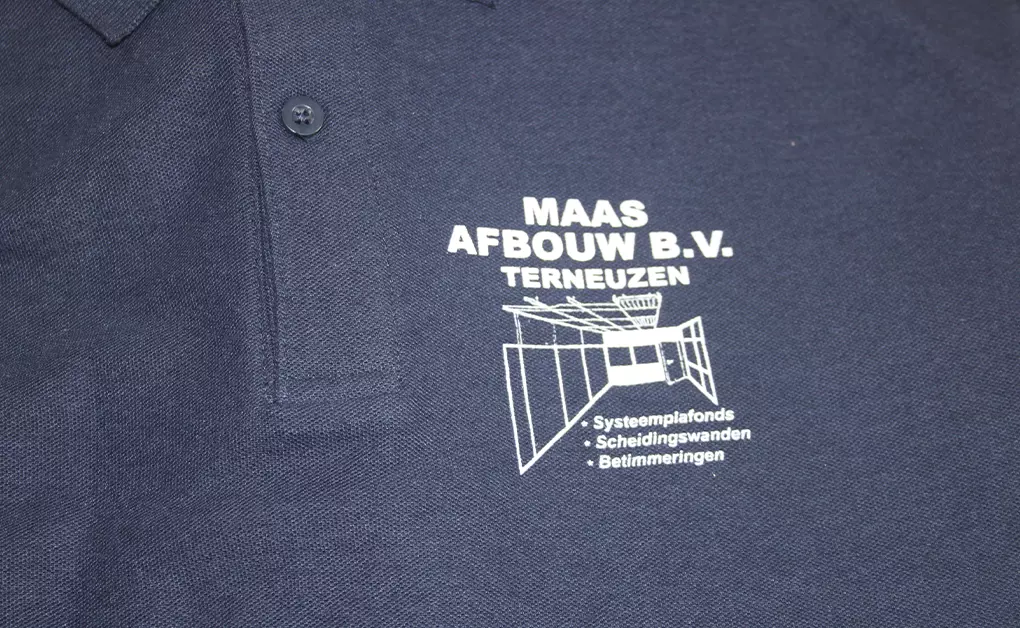 MAAS
AFBOUW B.V.
TERNEUZEN
* Systeemplafonds
* Scheidingswanden
* Betimmeringen